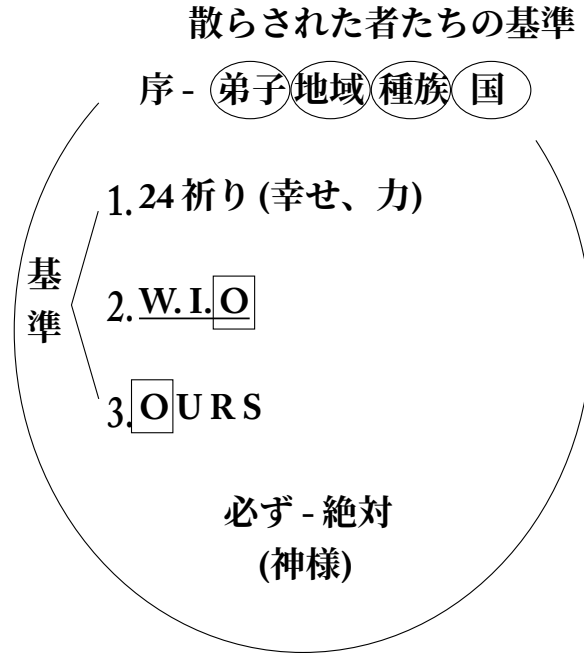 散らされた者たちの基準
序 - 弟子 地域 種族 国
1. 24 祈り (幸せ、力)
基準
2. W. I. O
3. O U R S
必ず - 絶対
(神様)